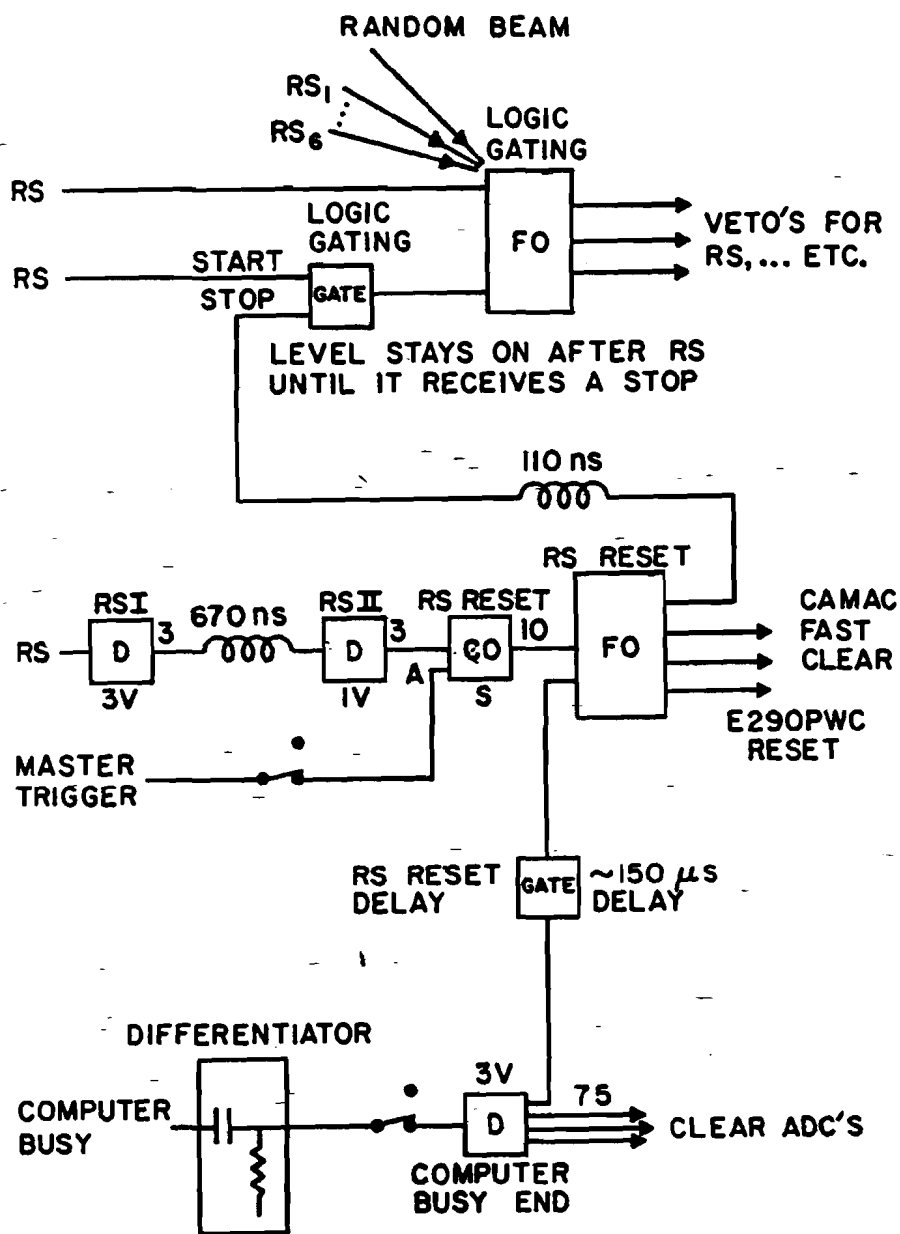 RANDOM BEAM
RS1
RS6
LOGIC
GATING
RS
FO
VETO'S FOR
RS,... ETC.
LOGIC
GATING
RS
START
STOP
GATE
LEVEL STAYS ON AFTER RS
UNTIL IT RECEIVES A STOP
110 ns
RS RESET
RSI
3
670 ns
RSII
3
RS RESET
10
RS
D
D
CO
FO
3V
1V
A
S
CAMAC
FAST
CLEAR
E290PWC
RESET
MASTER
TRIGGER
RS RESET
DELAY
GATE
~150 μs
DELAY
DIFFERENTIATOR
COMPUTER
BUSY
3V
D
75
CLEAR ADC'S
COMPUTER
BUSY END